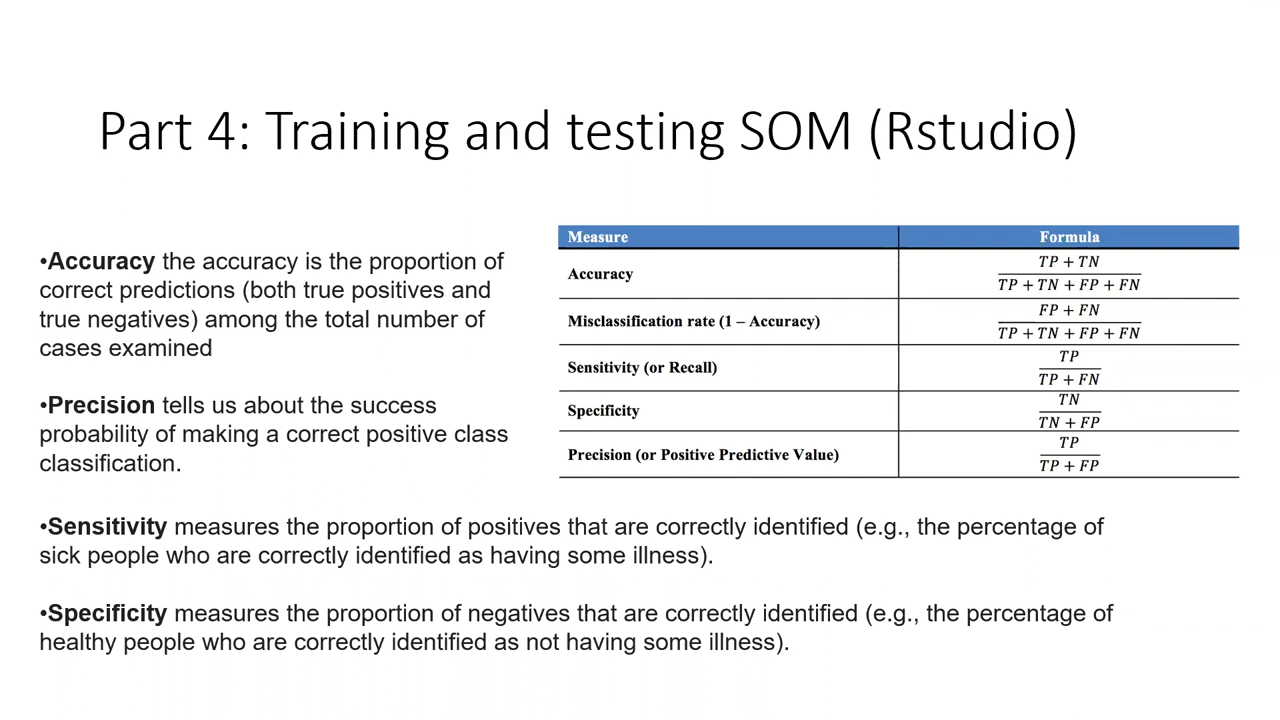 Part 4: Training and testing SOM (Rstudio)
•Accuracy the accuracy is the proportion of
correct predictions (both true positives and
true negatives) among the total number of
cases examined
•Precision tells us about the success
probability of making a correct positive class
classification.
Measure Formula
Accuracy
TP + TN
TP + TN + FP + FN
Misclassification rate (1 – Accuracy)
FP + FN
TP + TN + FP + FN
Sensitivity (or Recall)
TP
TP + FN
Specificity
TN
TN + FP
Precision (or Positive Predictive Value)
TP
TP + FP
•Sensitivity measures the proportion of positives that are correctly identified (e.g., the percentage of
sick people who are correctly identified as having some illness).
•Specificity measures the proportion of negatives that are correctly identified (e.g., the percentage of
healthy people who are correctly identified as not having some illness).